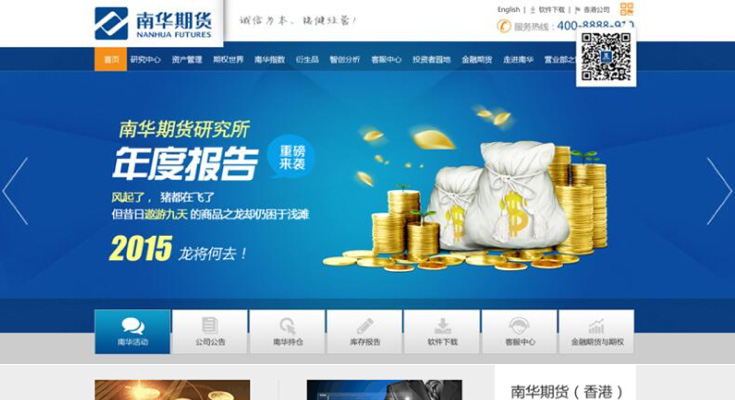 English | 软件下载 | 香港公司
南华期货
NANHUA FUTURES
诚信为本、稳健经营!
服务热线: 400-8888-910
首页 研究中心 资产管理 期权世界 南华指数 衍生品 智创分析 客服中心 投资者园地 金融期货 走进南华 营业部之
南华期货研究所
年度报告
重磅
来袭
风起了，猪都在飞了
但昔日遨游九天 的商品之龙却仍困于浅滩
2015 龙将何去！
南华活动 公司公告 南华持仓 库存报告 软件下载 客服中心 金融期货与期权
南华期货（香港）